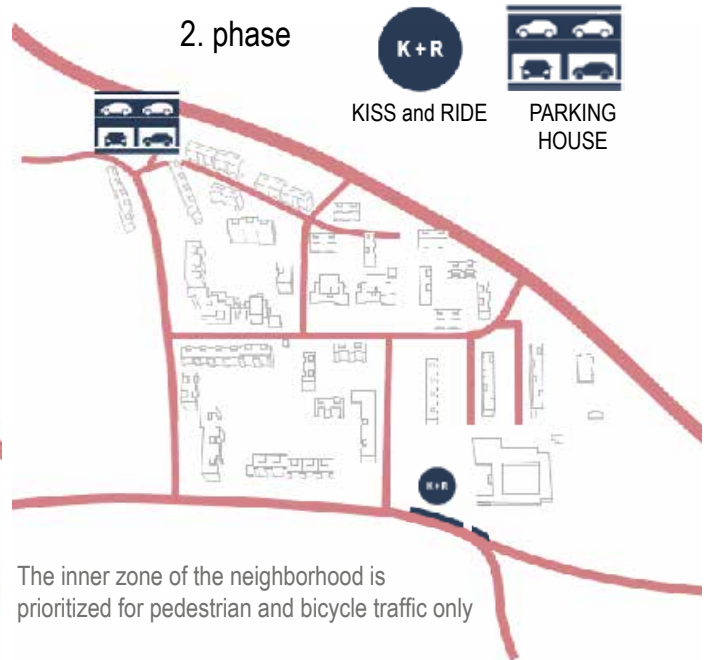 2. phase
K+R
KISS and RIDE
PARKING
HOUSE
K+R
The inner zone of the neighborhood is
prioritized for pedestrian and bicycle traffic only